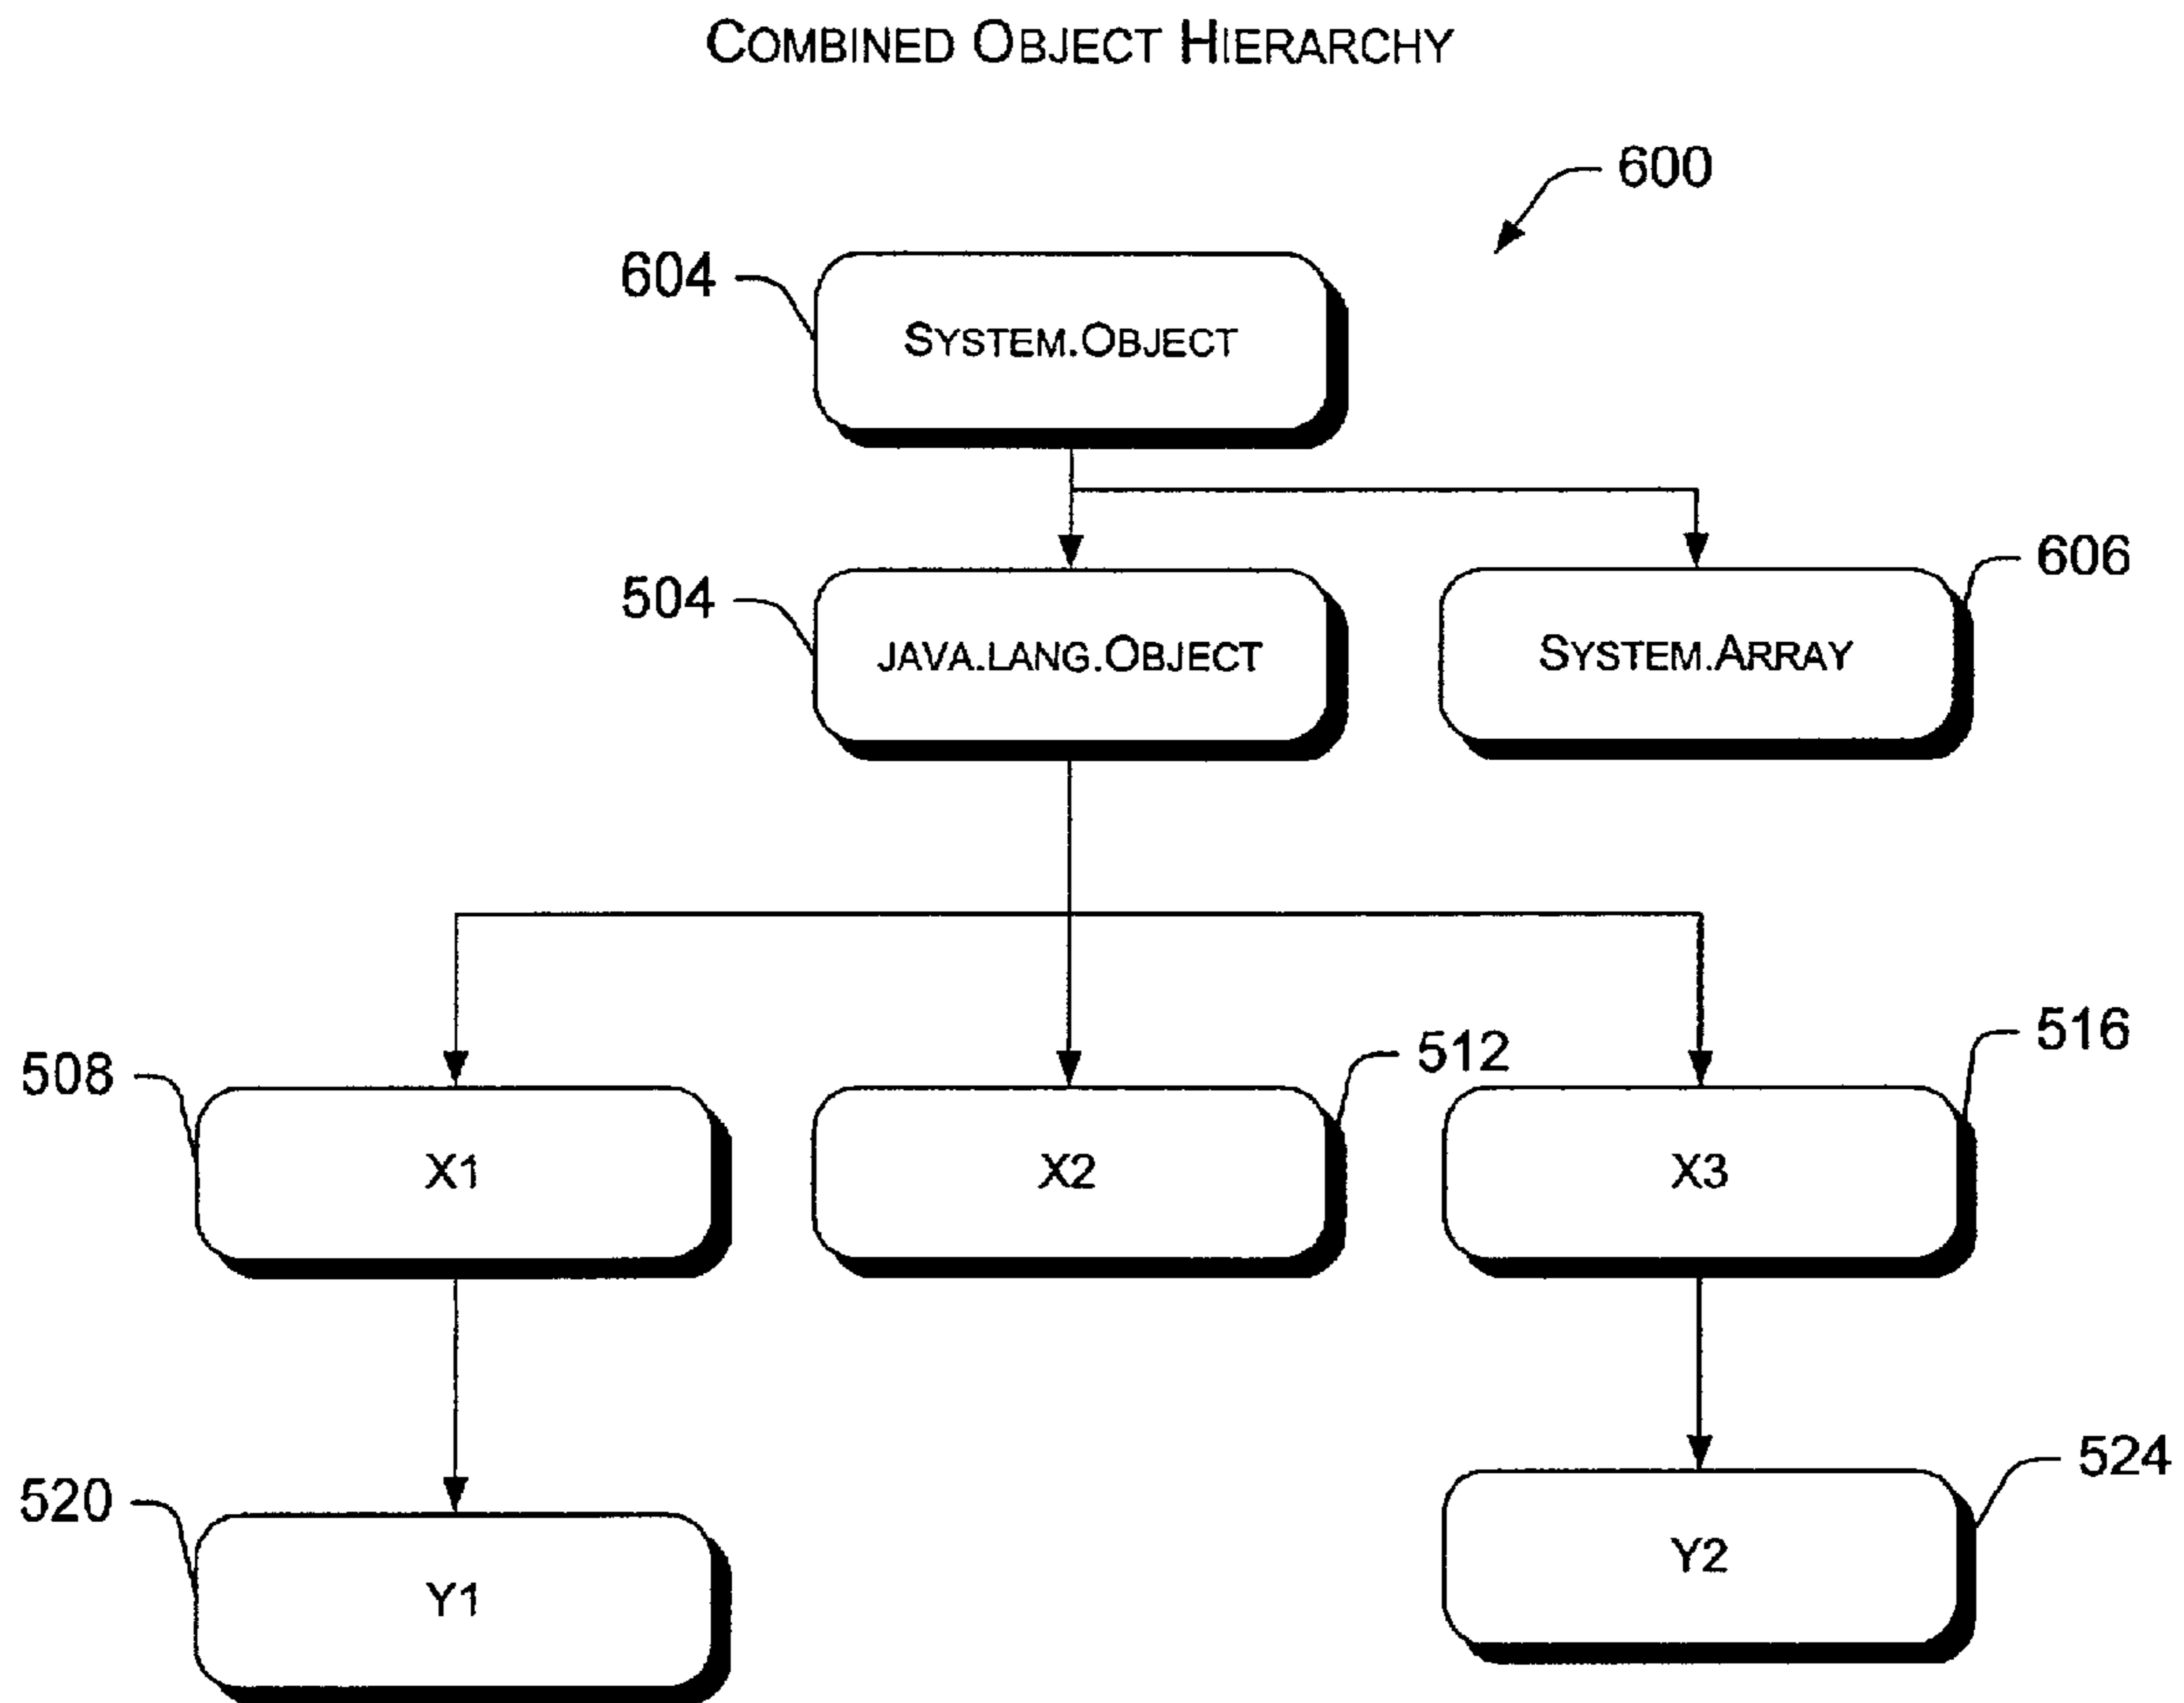 COMBINED OBJECT HIERARCHY
600
604
SYSTEM.OBJECT
504
JAVA.LANG.OBJECT
606
SYSTEM.ARRAY
508
X1
512
X2
516
X3
520
Y1
524
Y2